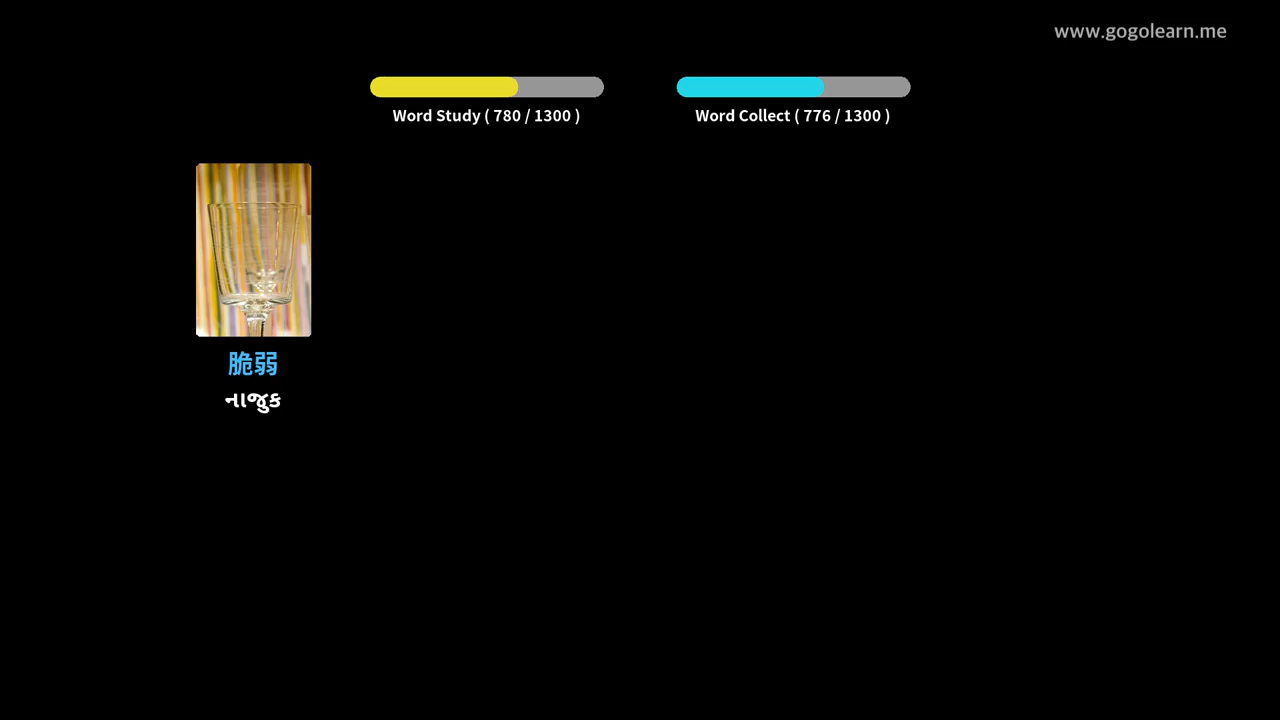 www.gogolearn.me
Word Study ( 780 / 1300 )
Word Collect ( 776 / 1300 )
脆弱
નાજુક